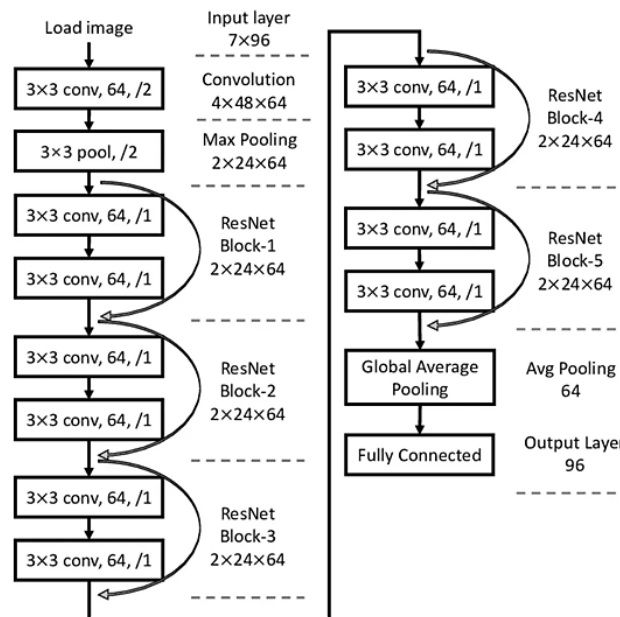 Load image
Input layer
7×96
3×3 conv, 64, /2
Convolution
4×48×64
3×3 pool, /2
Max Pooling
2×24×64
3×3 conv, 64, /1
3×3 conv, 64, /1
ResNet
Block-1
2×24×64
3×3 conv, 64, /1
3×3 conv, 64, /1
ResNet
Block-2
2×24×64
3×3 conv, 64, /1
3×3 conv, 64, /1
ResNet
Block-3
2×24×64
3×3 conv, 64, /1
3×3 conv, 64, /1
ResNet
Block-4
2×24×64
3×3 conv, 64, /1
3×3 conv, 64, /1
ResNet
Block-5
2×24×64
Global Average
Pooling
Avg Pooling
64
Fully Connected
Output Layer
96